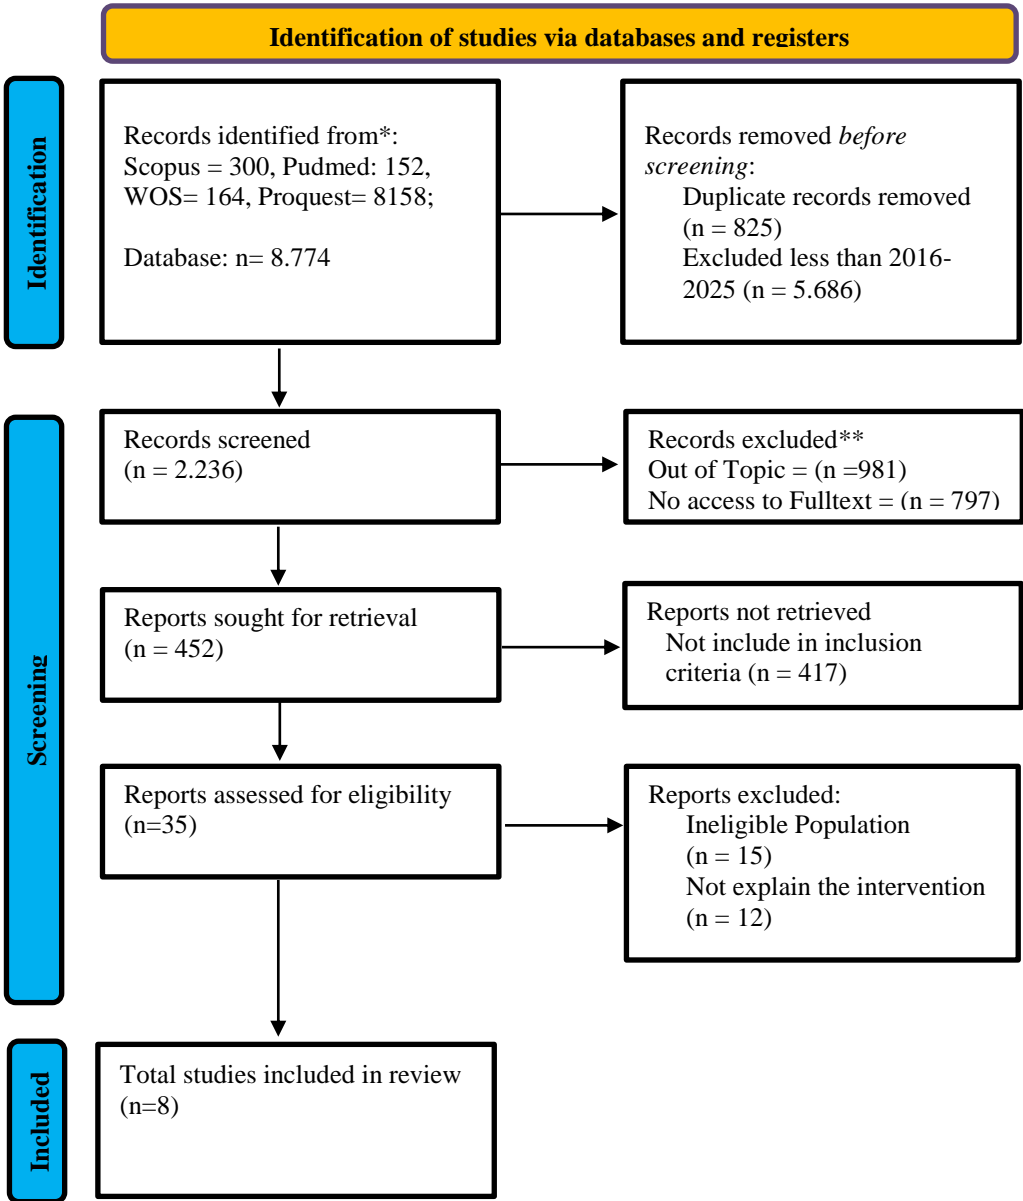 Identification of studies via databases and registers
Identification
Records identified from*:
Scopus = 300, Pudmed: 152,
WOS= 164, Proquest= 8158;
Database: n= 8.774
Records removed before
screening:
Duplicate records removed
(n = 825)
Excluded less than 2016-
2025 (n = 5.686)
Screening
Records screened
(n = 2.236)
Records excluded**
Out of Topic = (n =981)
No access to Fulltext = (n = 797)
Reports sought for retrieval
(n = 452)
Reports not retrieved
Not include in inclusion
criteria (n = 417)
Reports assessed for eligibility
(n=35)
Reports excluded:
Ineligible Population
(n = 15)
Not explain the intervention
(n = 12)
Included
Total studies included in review
(n=8)